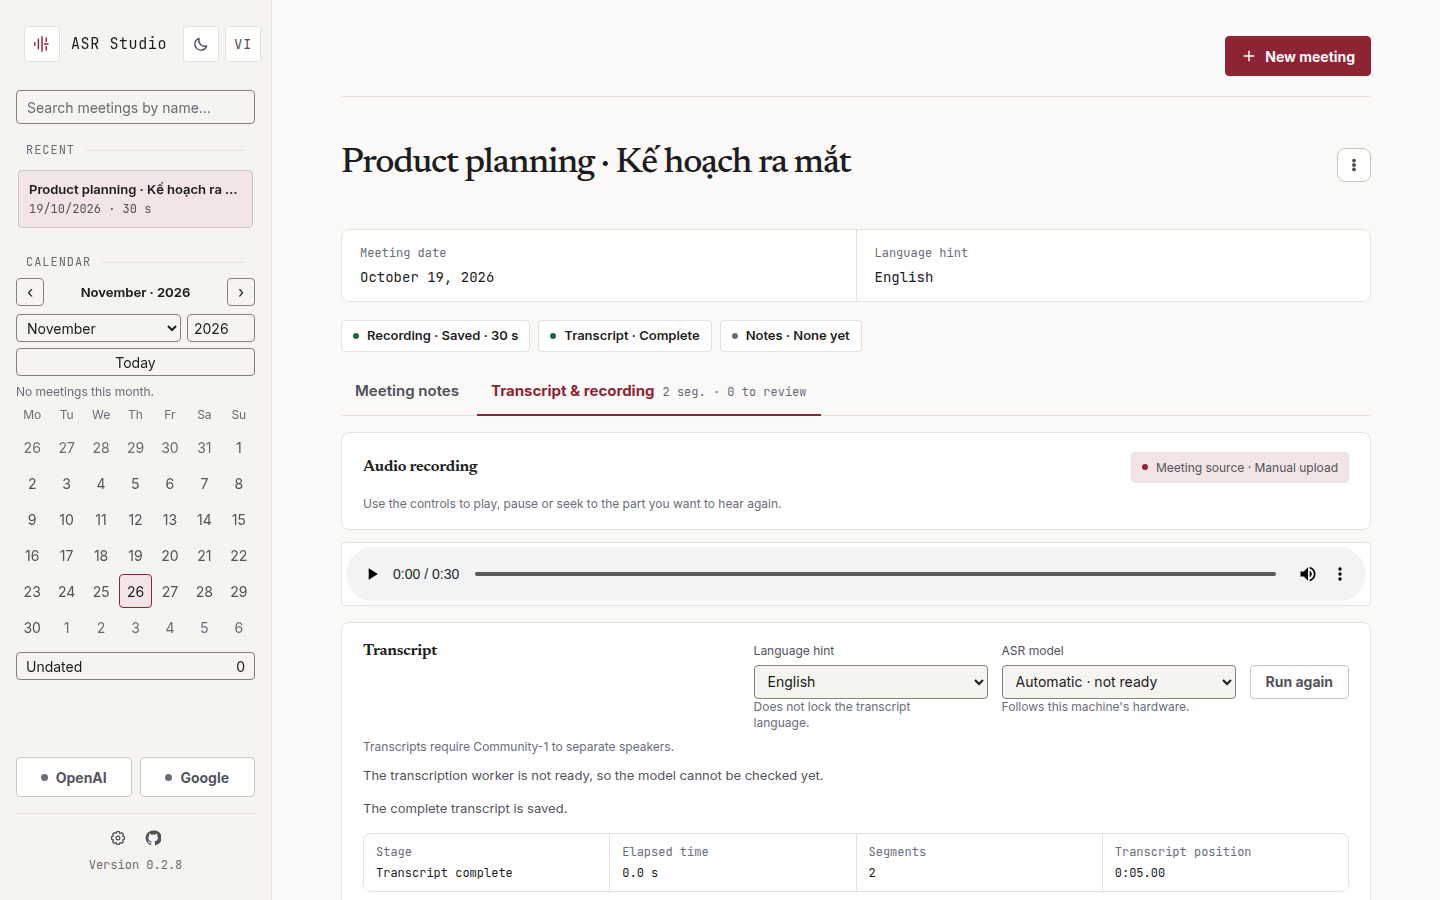 ASR Studio
VI
New meeting
Search meetings by name...
RECENT
Product planning · Kế hoạch ra ...
19/10/2026 · 30 s
CALENDAR
‹ November · 2026 ›
November 2026
Today
No meetings this month.
Mo Tu We Th Fr Sa Su
26 27 28 29 30 31 1
2 3 4 5 6 7 8
9 10 11 12 13 14 15
16 17 18 19 20 21 22
23 24 25 26 27 28 29
30 1 2 3 4 5 6
Undated 0
OpenAI
Google
Version 0.2.8
Product planning · Kế hoạch ra mắt
Meeting date
October 19, 2026
Language hint
English
Recording · Saved · 30 s
Transcript · Complete
Notes · None yet
Meeting notes
Transcript & recording 2 seg. · 0 to review
Audio recording
Meeting source · Manual upload
Use the controls to play, pause or seek to the part you want to hear again.
0:00 / 0:30
Transcript
Language hint
English
Does not lock the transcript
language.
ASR model
Automatic · not ready
Follows this machine's hardware.
Run again
Transcripts require Community-1 to separate speakers.
The transcription worker is not ready, so the model cannot be checked yet.
The complete transcript is saved.
Stage
Transcript complete
Elapsed time
0.0 s
Segments
2
Transcript position
0:05.00